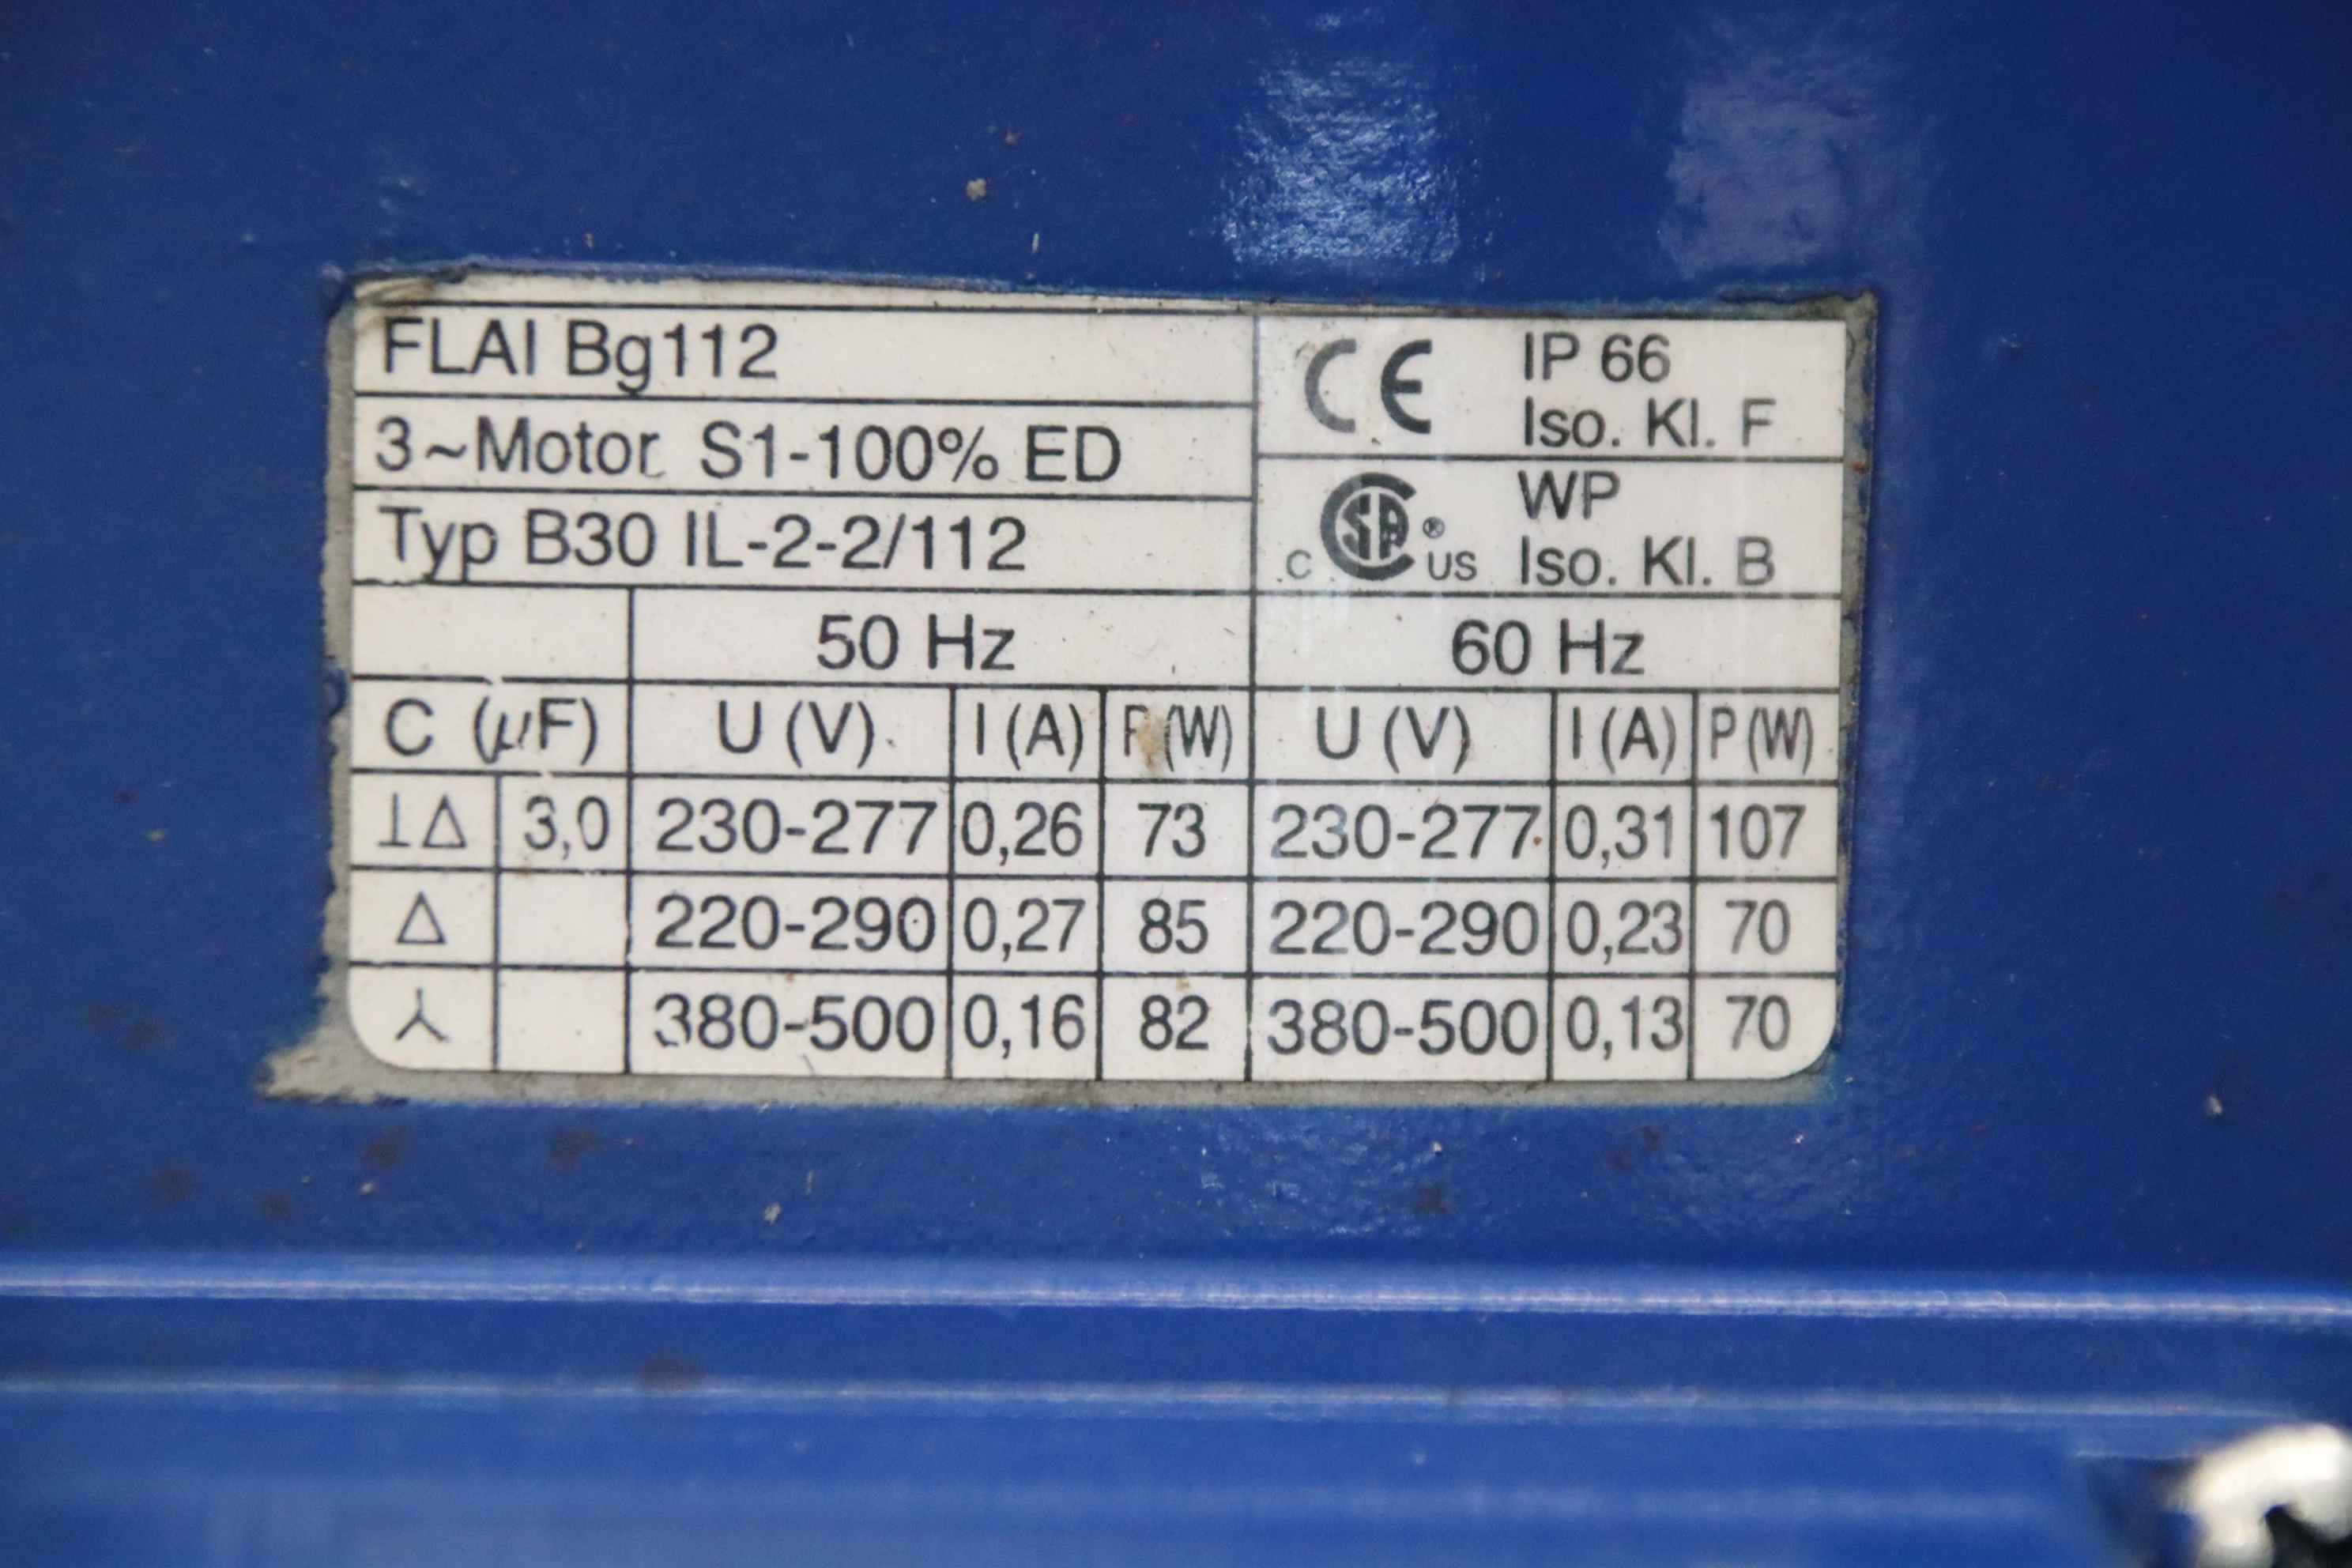 FLAI Bg112
CE IP 66
Iso. Kl. F
3~Motor S1-100% ED
Typ B30 IL-2-2/112
C SA® US WP
Iso. Kl. B
50 Hz 60 Hz
C (µF) U (V) I (A) P (W) U (V) I (A) P (W)
⊥Δ 3,0 230-277 0,26 73 230-277 0,31 107
Δ 220-290 0,27 85 220-290 0,23 70
⅄ 380-500 0,16 82 380-500 0,13 70